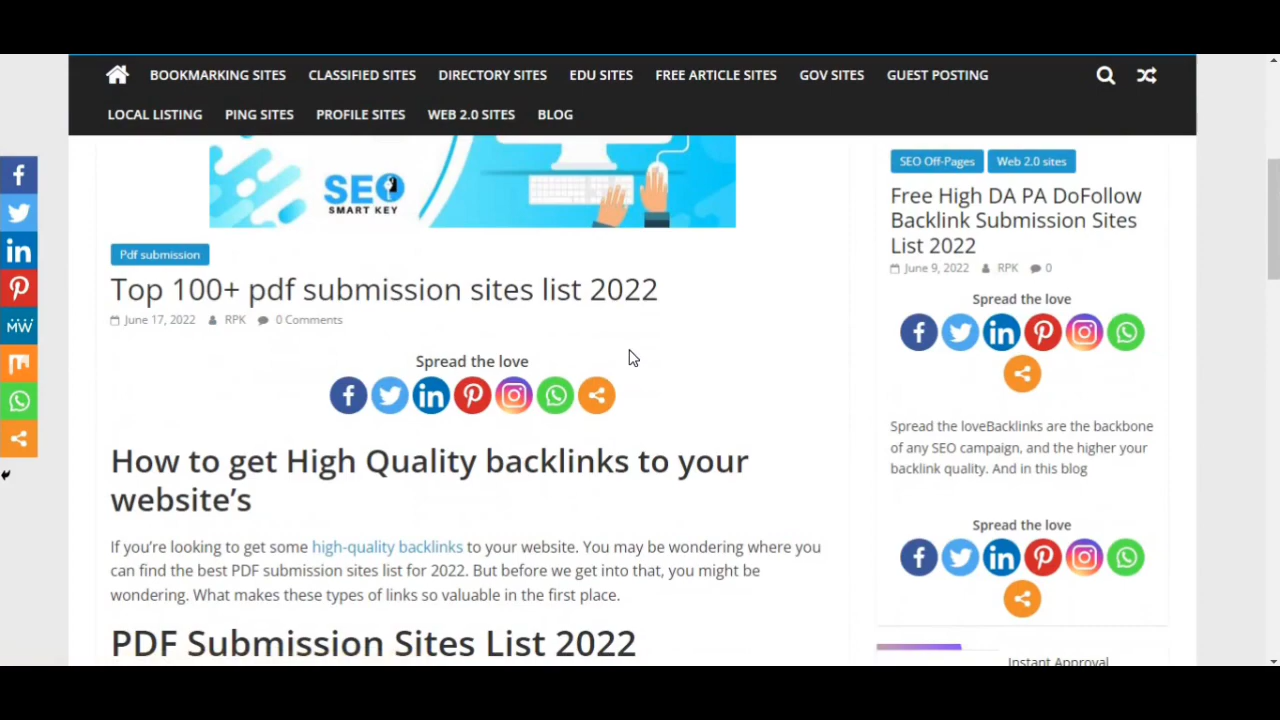 BOOKMARKING SITES CLASSIFIED SITES DIRECTORY SITES EDU SITES FREE ARTICLE SITES GOV SITES GUEST POSTING
LOCAL LISTING PING SITES PROFILE SITES WEB 2.0 SITES BLOG
SEO
SMART KEY
Pdf submission
Top 100+ pdf submission sites list 2022
June 17, 2022 RPK 0 Comments
Spread the love
How to get High Quality backlinks to your
website’s
If you’re looking to get some high-quality backlinks to your website. You may be wondering where you
can find the best PDF submission sites list for 2022. But before we get into that, you might be
wondering. What makes these types of links so valuable in the first place.
PDF Submission Sites List 2022
SEO Off-Pages Web 2.0 sites
Free High DA PA DoFollow
Backlink Submission Sites
List 2022
June 9, 2022 RPK 0
Spread the love
Spread the loveBacklinks are the backbone
of any SEO campaign, and the higher your
backlink quality. And in this blog
Spread the love
Instant Approval
MW